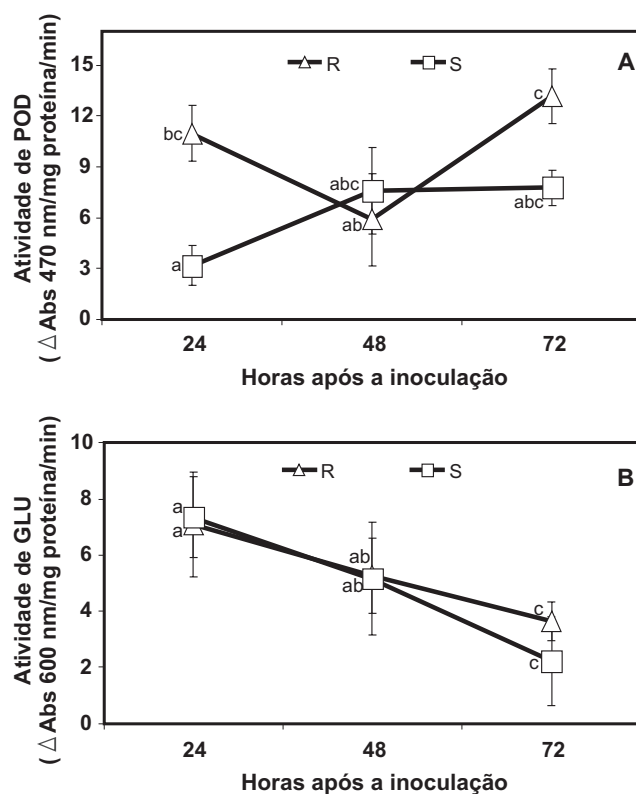 A
R S
Atividade de POD
( △ Abs 470 nm/mg proteína/min)
15
12
9
6
3
0
bc
a
abc
ab
c
abc
24 48 72
Horas após a inoculação
B
R S
Atividade de GLU
( △ Abs 600 nm/mg proteína/min)
10
8
6
4
2
0
a
a
ab
ab
c
c
24 48 72
Horas após a inoculação